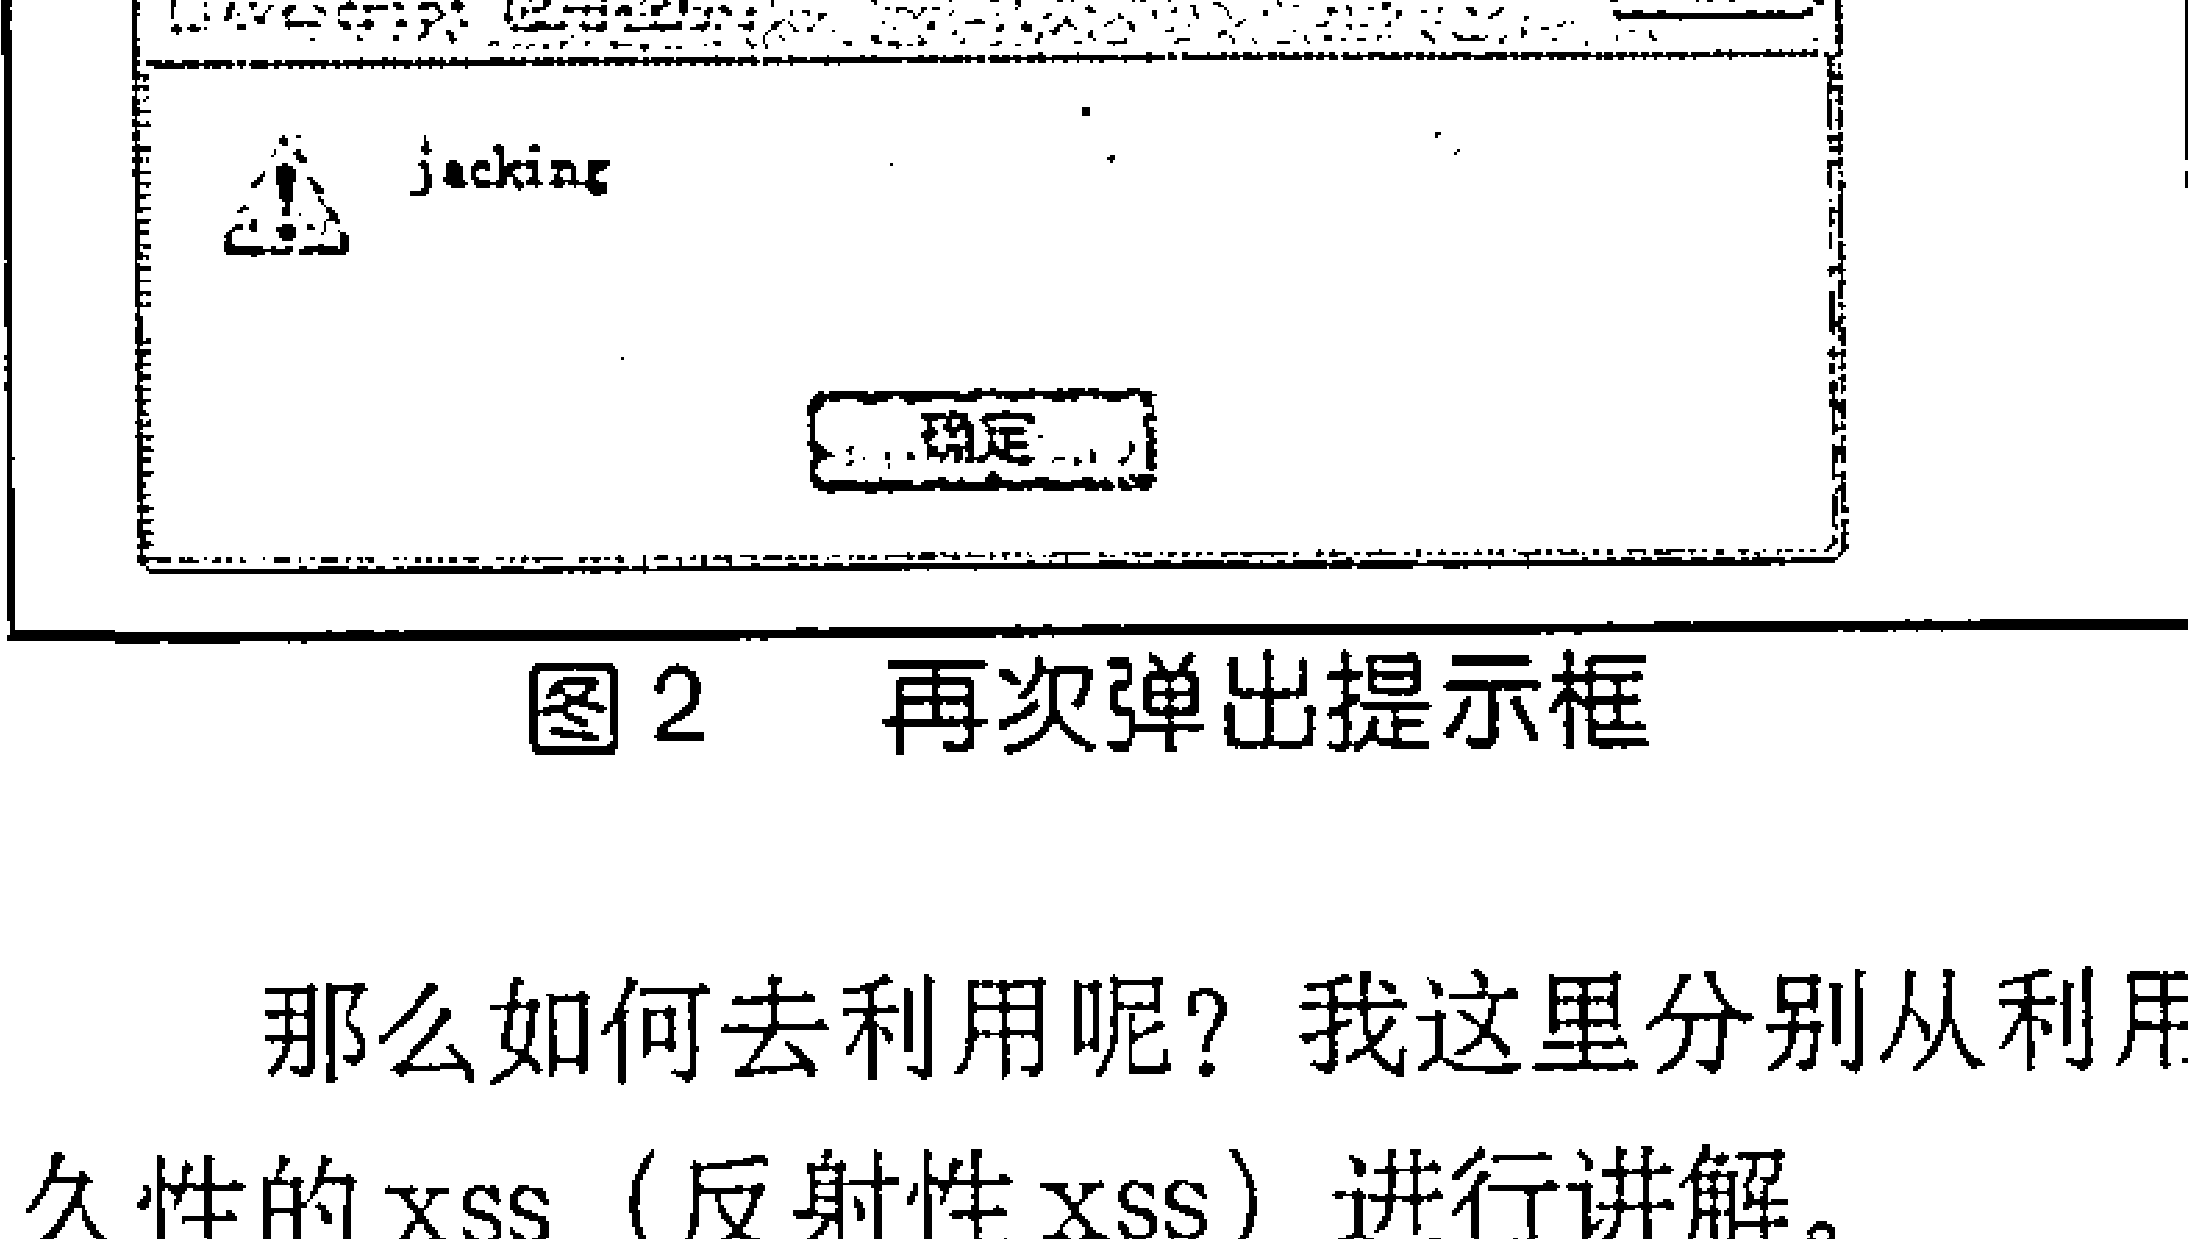 jacking
确定
图2 再次弹出提示框
那么如何去利用呢？我这里分别从利用
久性的xss（反射性xss）进行讲解。